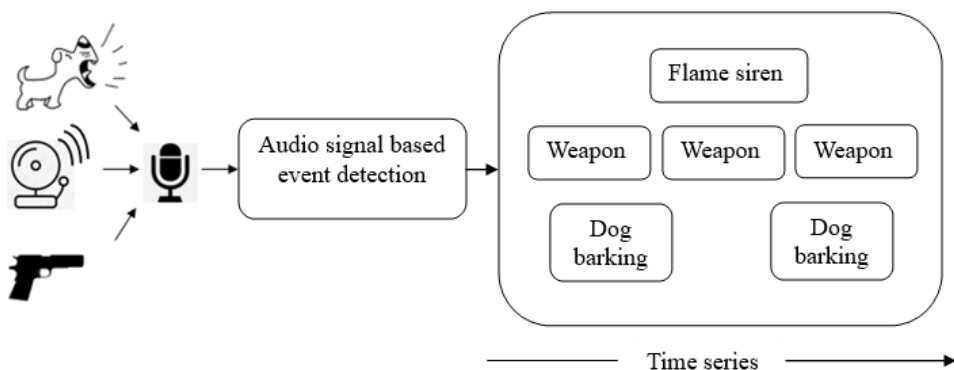 Audio signal based
event detection
Flame siren
Weapon
Weapon
Weapon
Dog
barking
Dog
barking
Time series